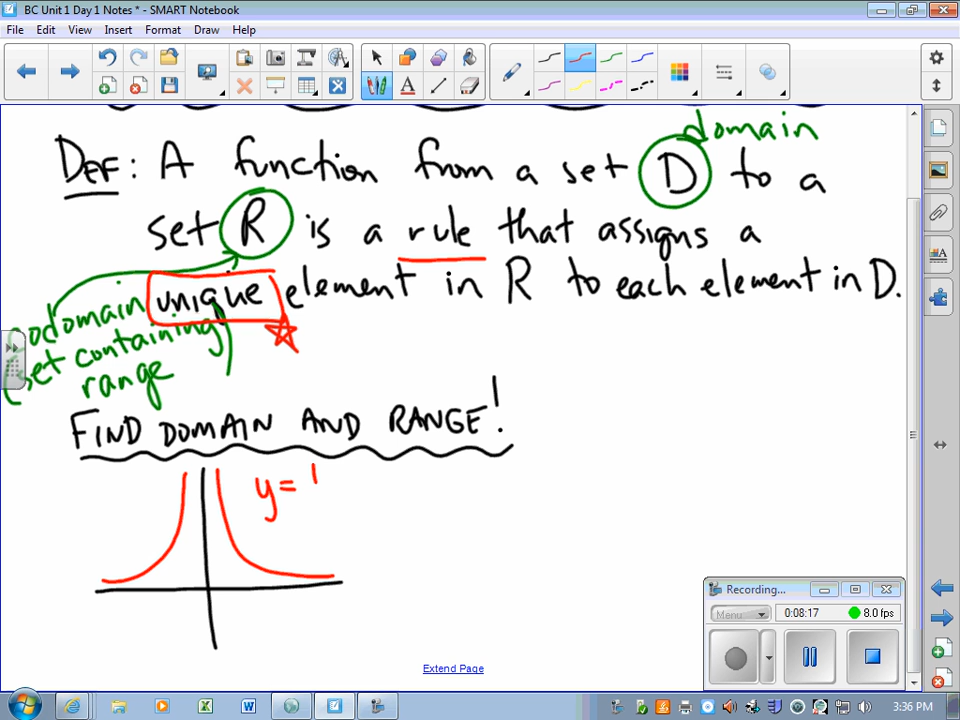 BC Unit 1 Day 1 Notes * - SMART Notebook
File Edit View Insert Format Draw Help
domain
DEF: A function from a set D to a
set R is a rule that assigns a
unique element in R to each element in D.
codomain
(set containing
range
FIND DOMAIN AND RANGE!
y = 1
Recording...
Menu 0:08:17 8.0 fps
Extend Page
3:36 PM